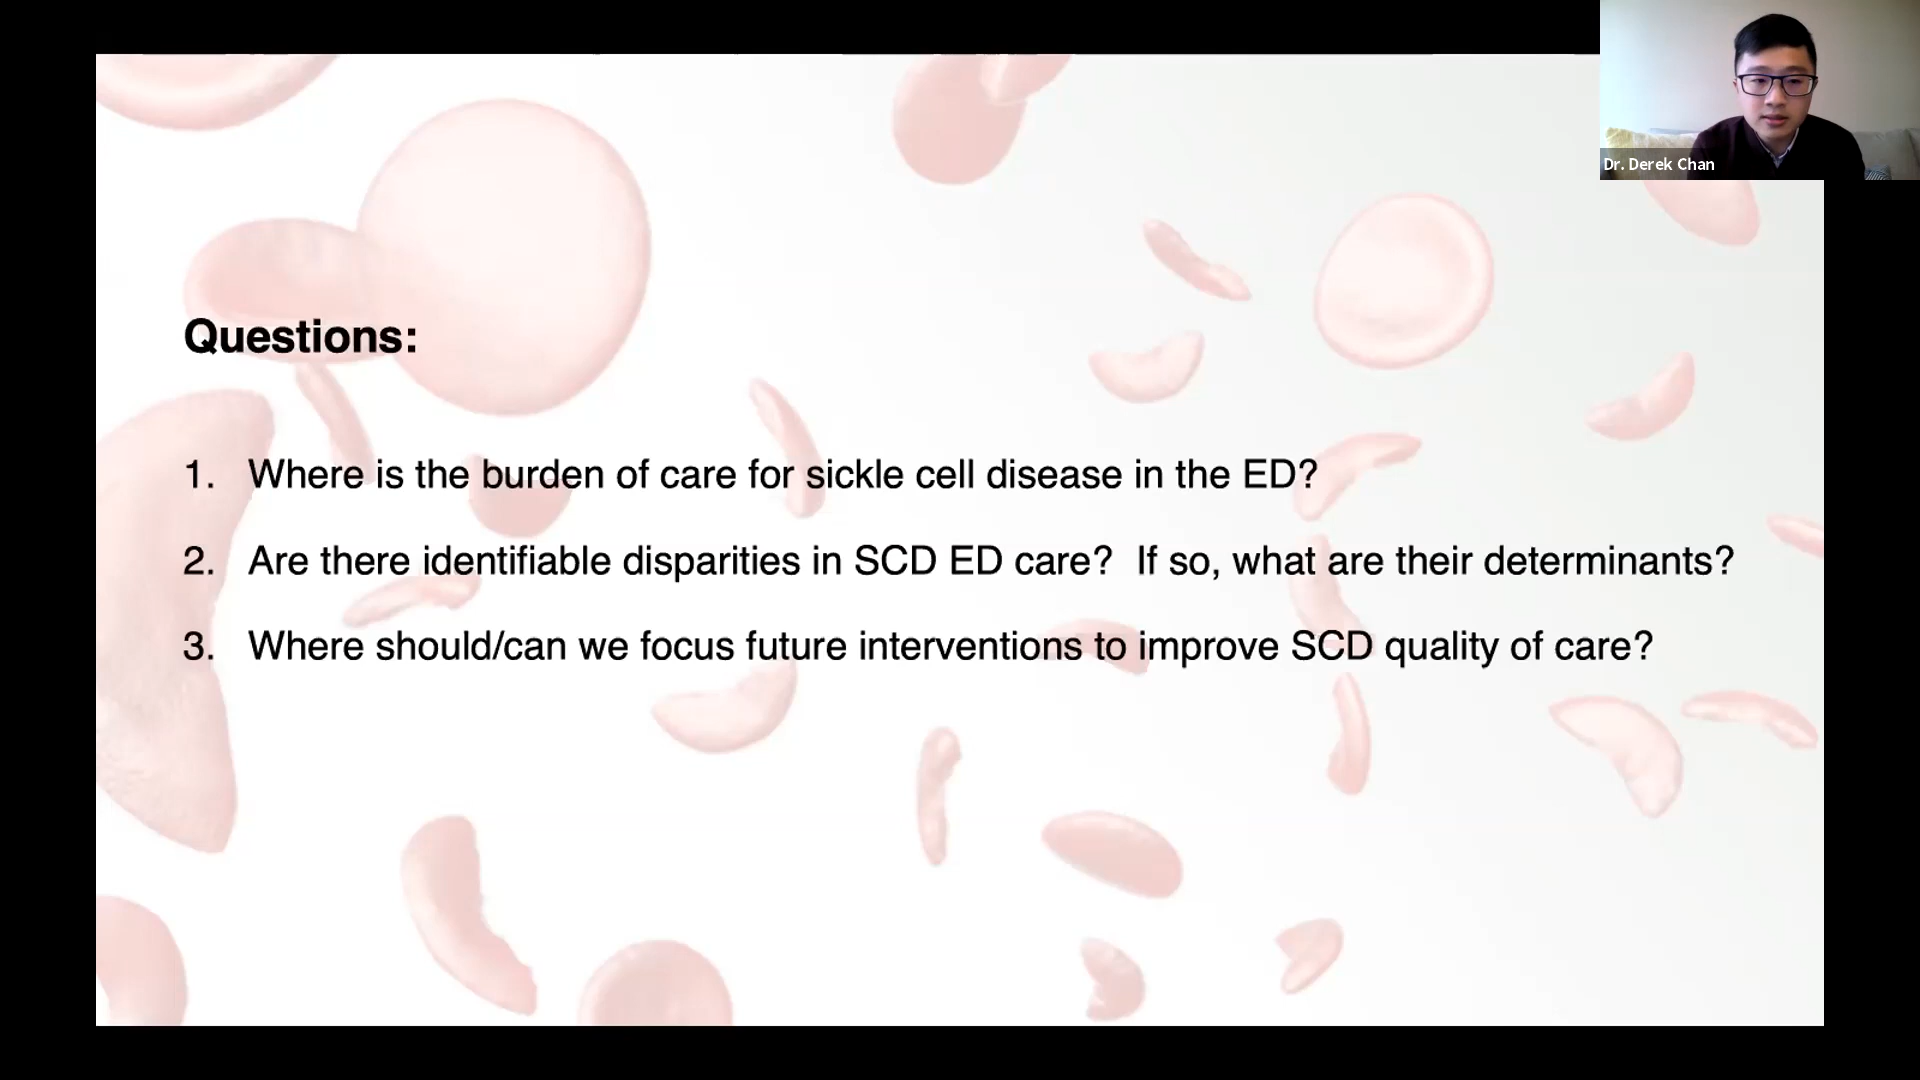 Dr. Derek Chan
Questions:
1. Where is the burden of care for sickle cell disease in the ED?
2. Are there identifiable disparities in SCD ED care? If so, what are their determinants?
3. Where should/can we focus future interventions to improve SCD quality of care?